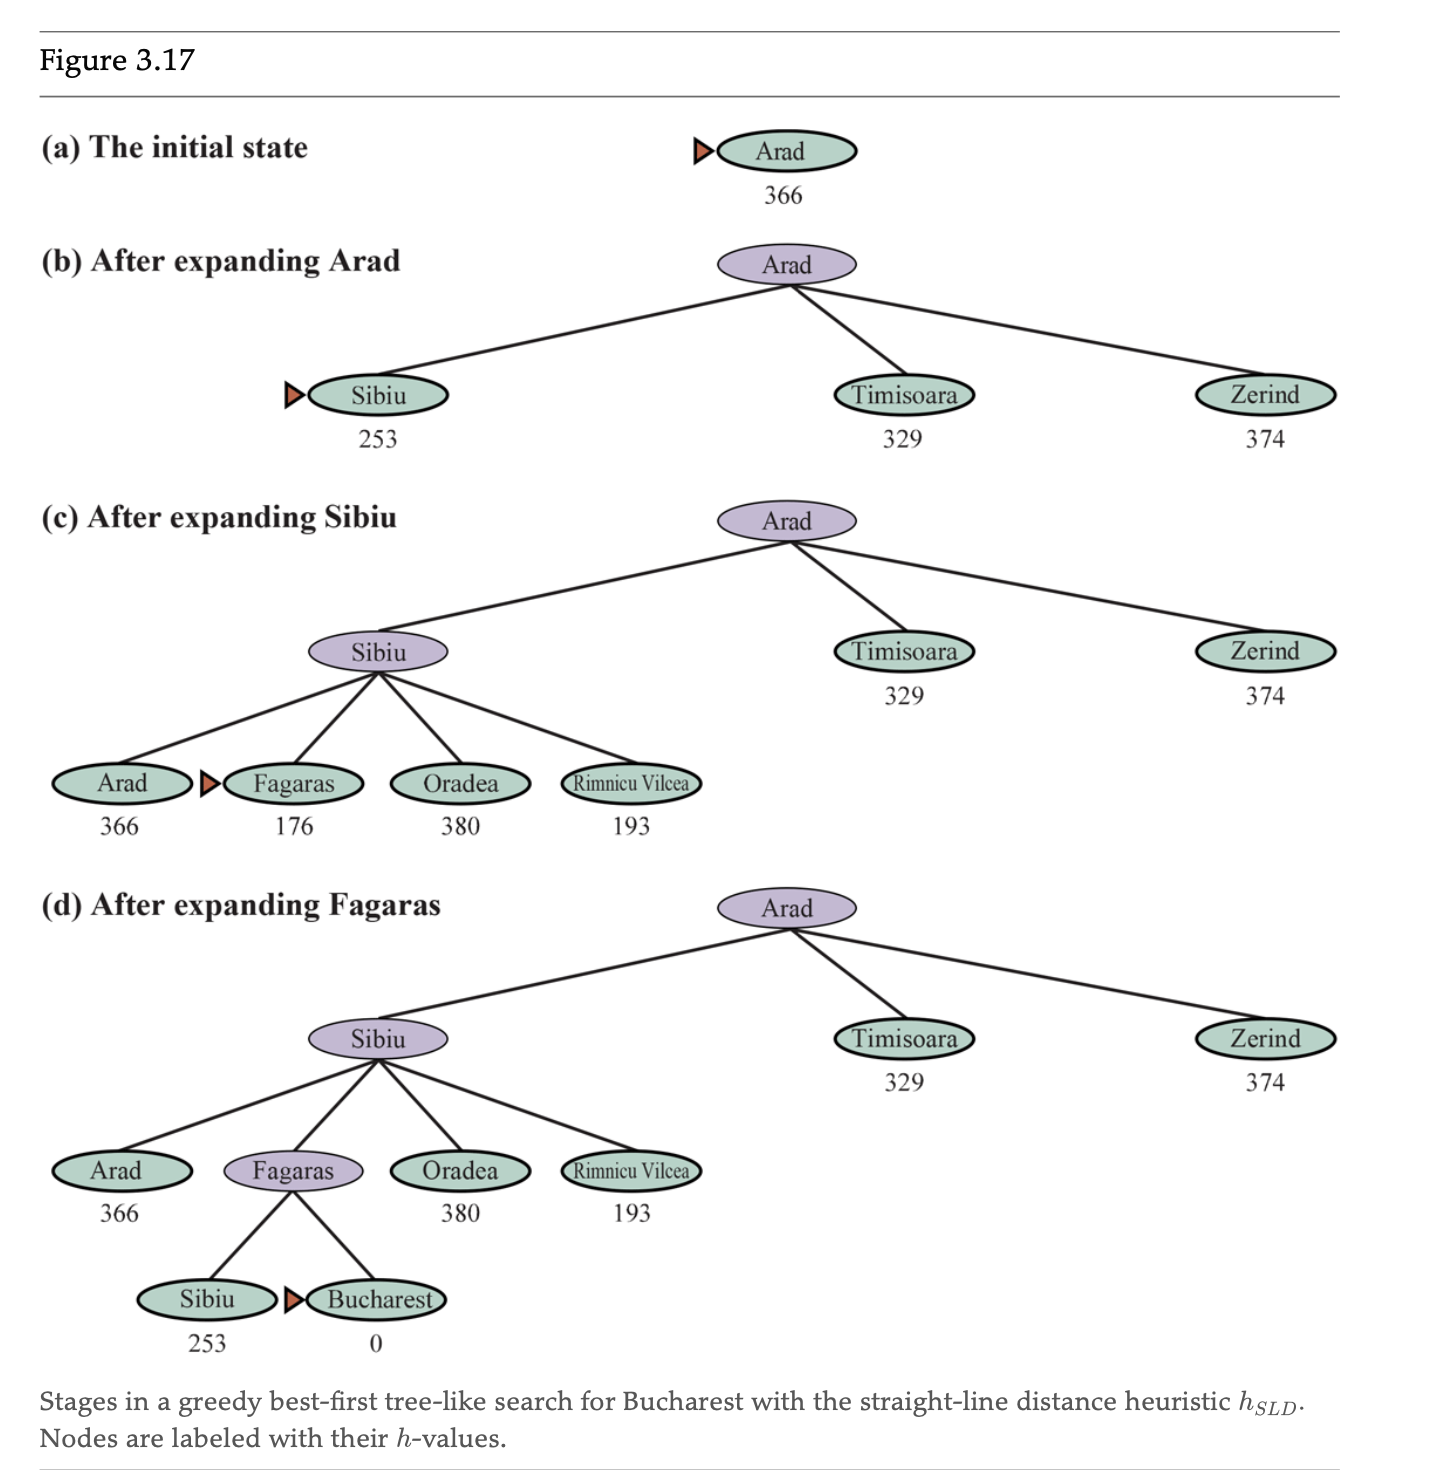 Figure 3.17
(a) The initial state
Arad
366
(b) After expanding Arad
Arad
Sibiu Timisoara Zerind
253 329 374
(c) After expanding Sibiu
Arad
Sibiu Timisoara Zerind
329 374
Arad Fagaras Oradea Rimnicu Vilcea
366 176 380 193
(d) After expanding Fagaras
Arad
Sibiu Timisoara Zerind
329 374
Arad Fagaras Oradea Rimnicu Vilcea
366 380 193
Sibiu Bucharest
253 0
Stages in a greedy best-first tree-like search for Bucharest with the straight-line distance heuristic hSLD.
Nodes are labeled with their h-values.